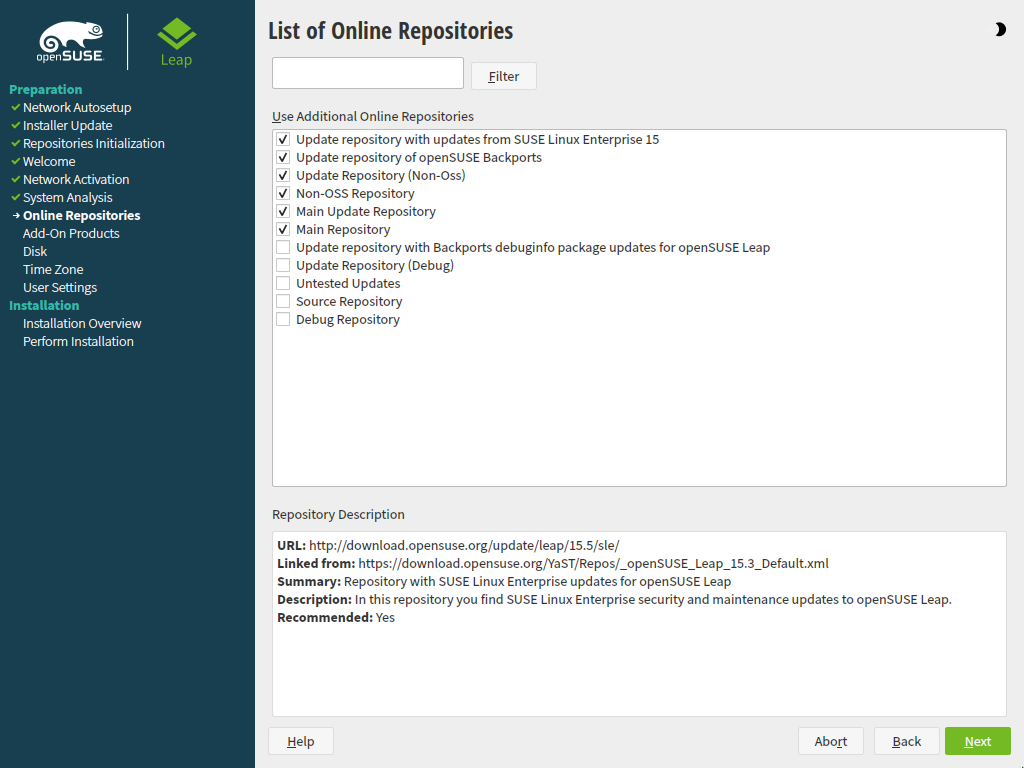 openSUSE
Leap
Preparation
Network Autosetup
Installer Update
Repositories Initialization
Welcome
Network Activation
System Analysis
Online Repositories
Add-On Products
Disk
Time Zone
User Settings
Installation
Installation Overview
Perform Installation
List of Online Repositories
Filter
Use Additional Online Repositories
Update repository with updates from SUSE Linux Enterprise 15
Update repository of openSUSE Backports
Update Repository (Non-Oss)
Non-OSS Repository
Main Update Repository
Main Repository
Update repository with Backports debuginfo package updates for openSUSE Leap
Update Repository (Debug)
Untested Updates
Source Repository
Debug Repository
Repository Description
URL: http://download.opensuse.org/update/leap/15.5/sle/
Linked from: https://download.opensuse.org/YaST/Repos/_openSUSE_Leap_15.3_Default.xml
Summary: Repository with SUSE Linux Enterprise updates for openSUSE Leap
Description: In this repository you find SUSE Linux Enterprise security and maintenance updates to openSUSE Leap.
Recommended: Yes
Help
Abort
Back
Next